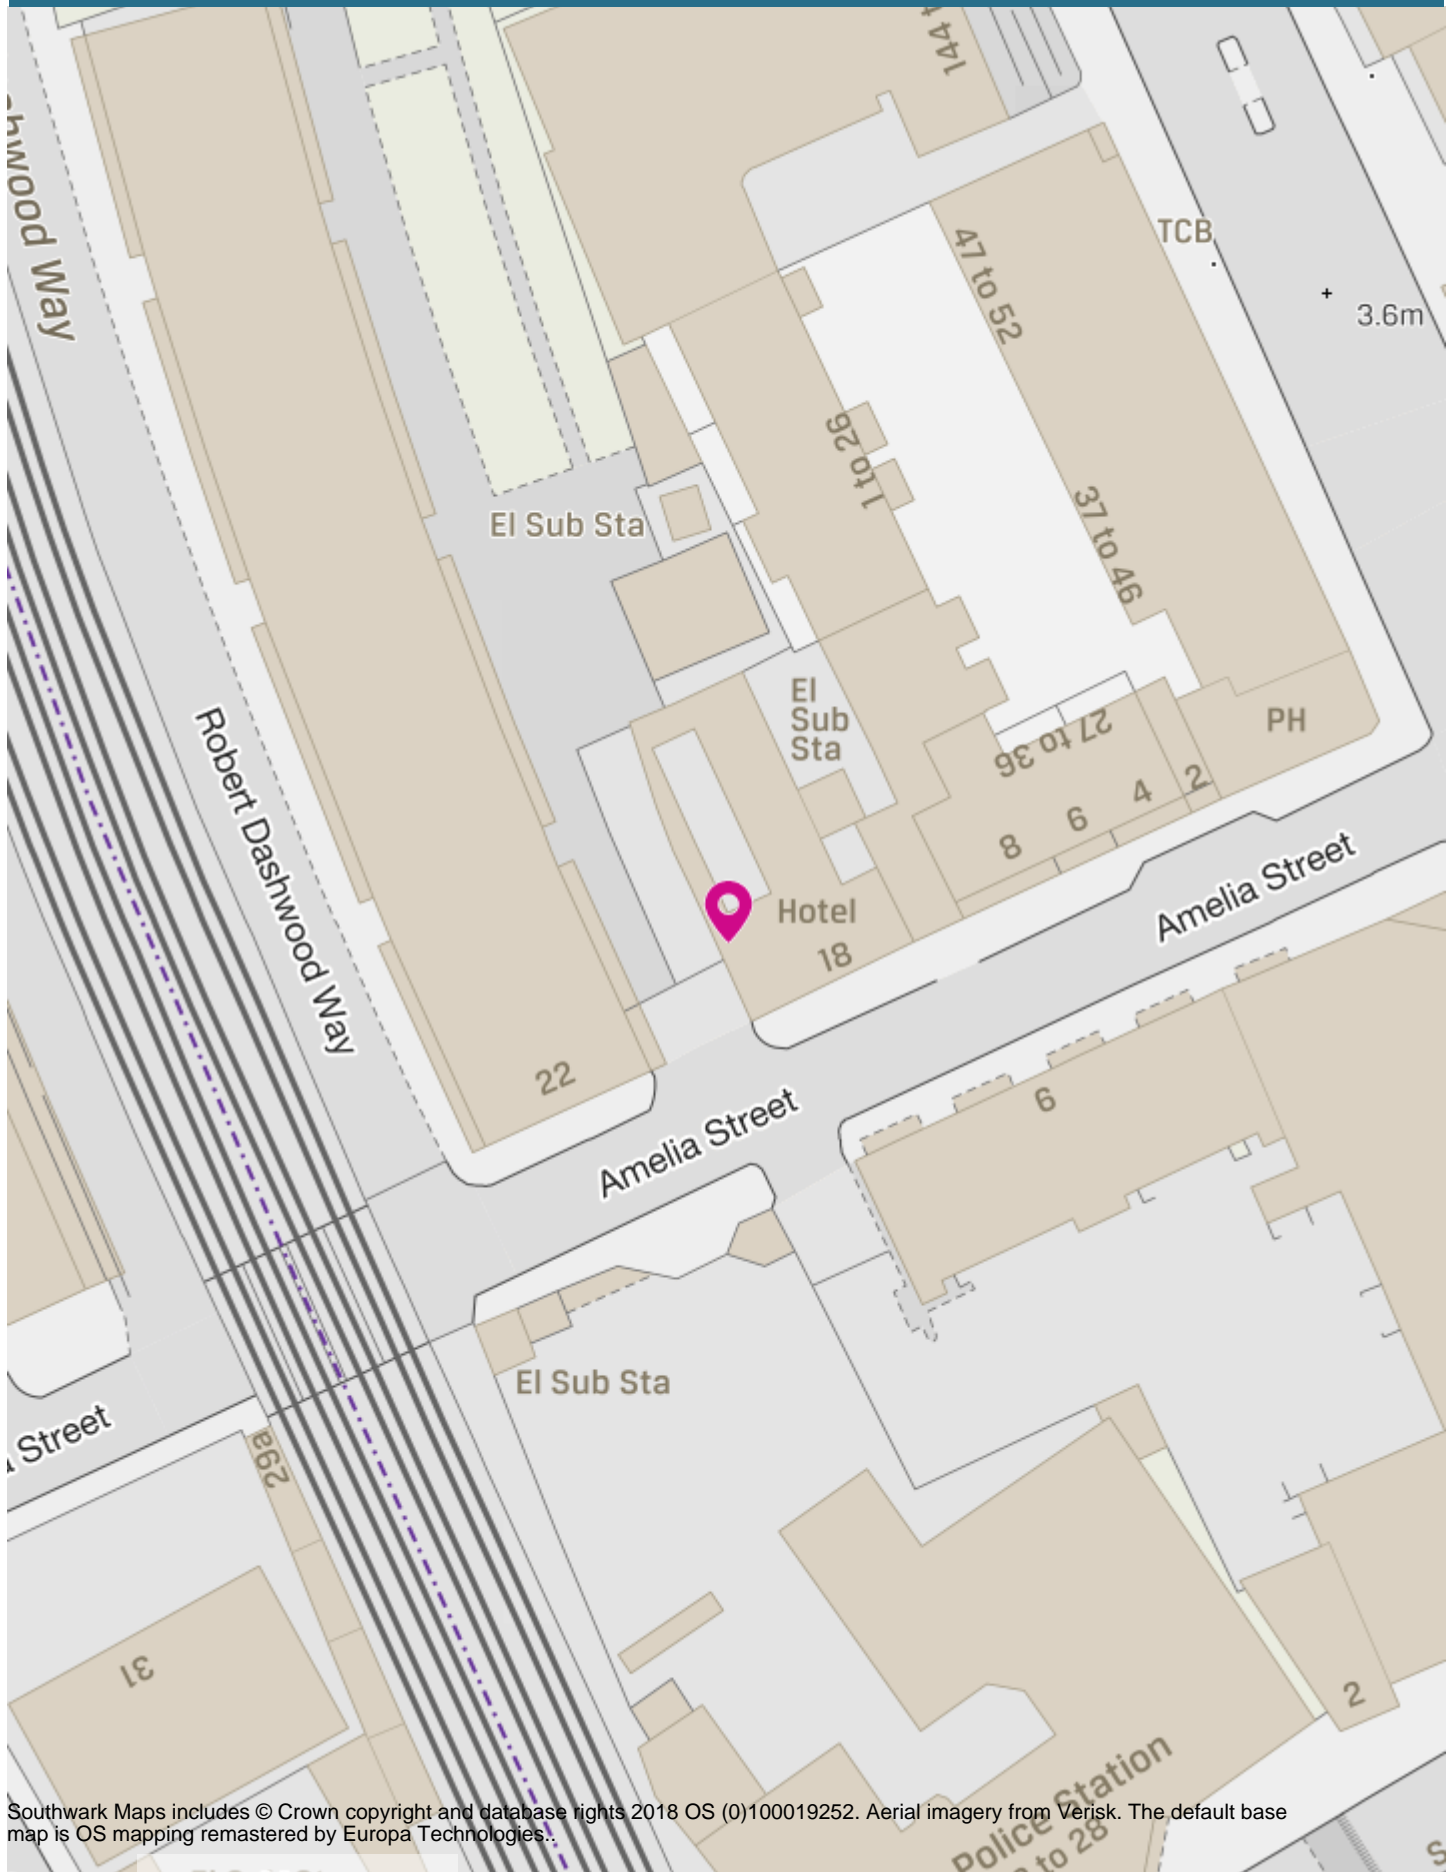 144
TCB
47 to 52
3.6m
1 to 26
37 to 46
El Sub Sta
El
Sub
Sta
PH
27 to 36
2
4
6
8
Robert Dashwood Way
Amelia Street
Hotel
18
22
6
Amelia Street
El Sub Sta
Street
29a
31
2
Police Station
to 28
Southwark Maps includes © Crown copyright and database rights 2018 OS (0)100019252. Aerial imagery from Verisk. The default base
map is OS mapping remastered by Europa Technologies..